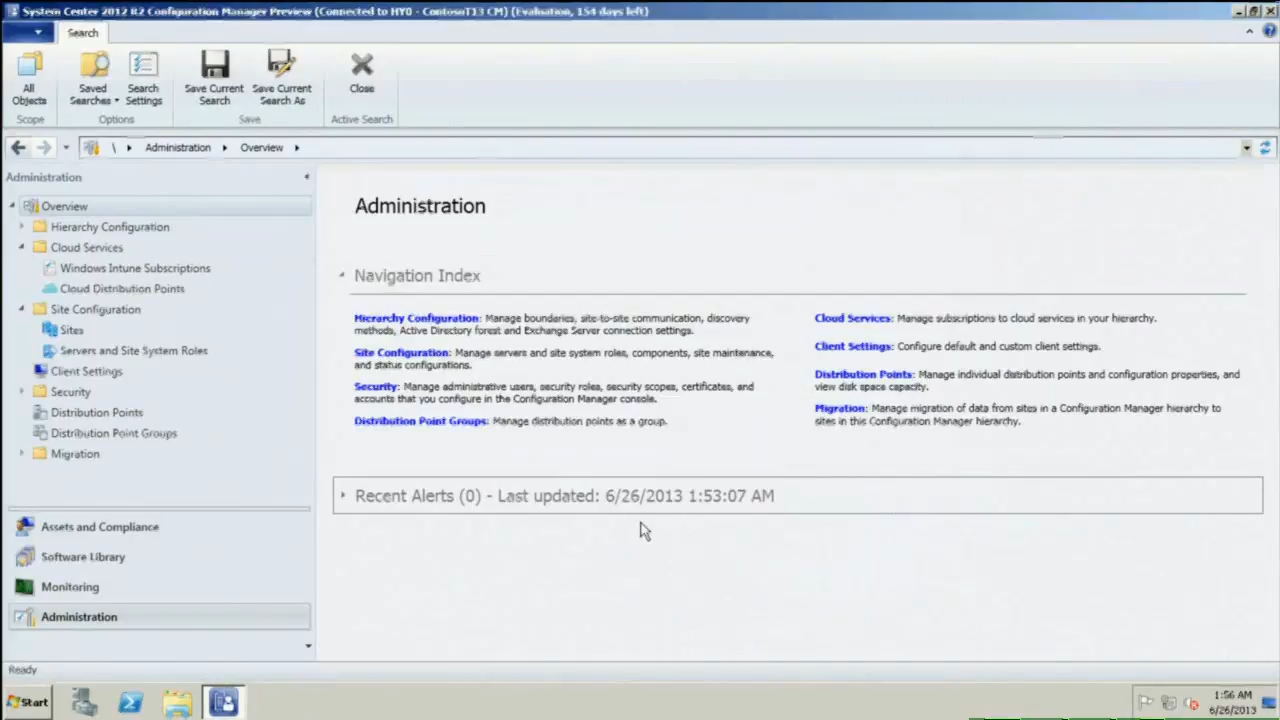 System Center 2012 R2 Configuration Manager Preview (Connected to HY0 - ContosoT13 CM) (Evaluation, 154 days left)
Search
All Objects
Saved Searches
Search Settings
Save Current Search
Save Current Search As
Close
Scope
Options
Save
Active Search
\ Administration Overview
Administration
Overview
Hierarchy Configuration
Cloud Services
Windows Intune Subscriptions
Cloud Distribution Points
Site Configuration
Sites
Servers and Site System Roles
Client Settings
Security
Distribution Points
Distribution Point Groups
Migration
Assets and Compliance
Software Library
Monitoring
Administration
Administration
Navigation Index
Hierarchy Configuration: Manage boundaries, site-to-site communication, discovery
methods, Active Directory forest and Exchange Server connection settings.
Site Configuration: Manage servers and site system roles, components, site maintenance,
and status configurations.
Security: Manage administrative users, security roles, security scopes, certificates, and
accounts that you configure in the Configuration Manager console.
Distribution Point Groups: Manage distribution points as a group.
Cloud Services: Manage subscriptions to cloud services in your hierarchy.
Client Settings: Configure default and custom client settings.
Distribution Points: Manage individual distribution points and configuration properties, and
view disk space capacity.
Migration: Manage migration of data from sites in a Configuration Manager hierarchy to
sites in this Configuration Manager hierarchy.
Recent Alerts (0) - Last updated: 6/26/2013 1:53:07 AM
Ready
Start
1:56 AM
6/26/2013